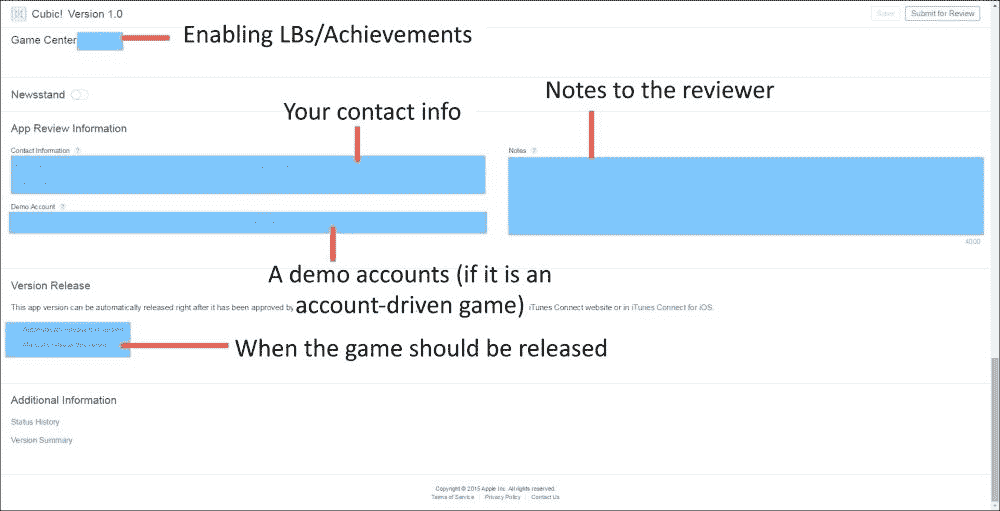 Cubic! Version 1.0
Save
Submit for Review
Game Center
Enabling LBs/Achievements
Newsstand
Your contact info
Notes to the reviewer
App Review Information
Contact Information ?
Notes ?
Demo Account ?
4000
A demo accounts (if it is an
account-driven game)
Version Release
This app version can be automatically released right after it has been approved by
iTunes Connect website or in iTunes Connect for iOS.
When the game should be released
Additional Information
Status History
Version Summary
Copyright © 2015 Apple Inc. All rights reserved.
Terms of Service | Privacy Policy | Contact Us